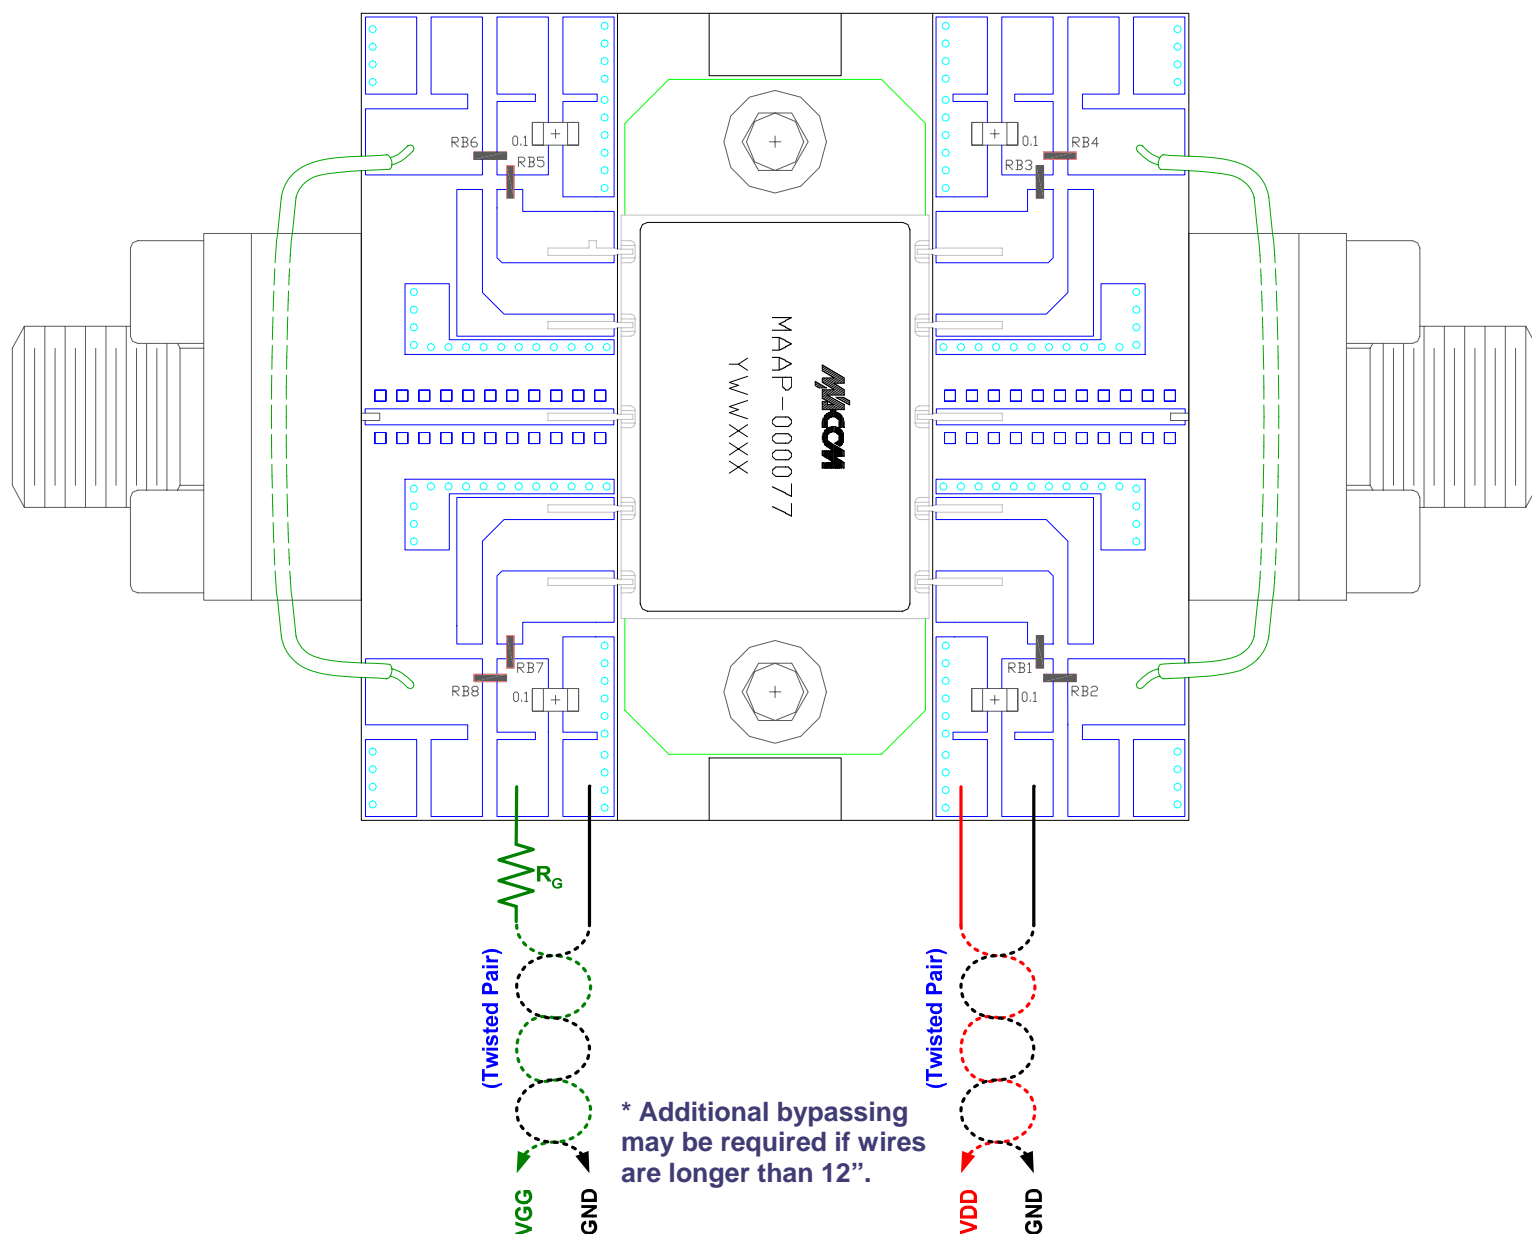 RB6
0.1
RB5
0.1
RB4
RB3
M/A-COM
MAAP-000077
YWWXXX
RB7
RB8
0.1
RB1
RB2
0.1
RG
(Twisted Pair)
(Twisted Pair)
* Additional bypassing
may be required if wires
are longer than 12”.
VGG
GND
VDD
GND